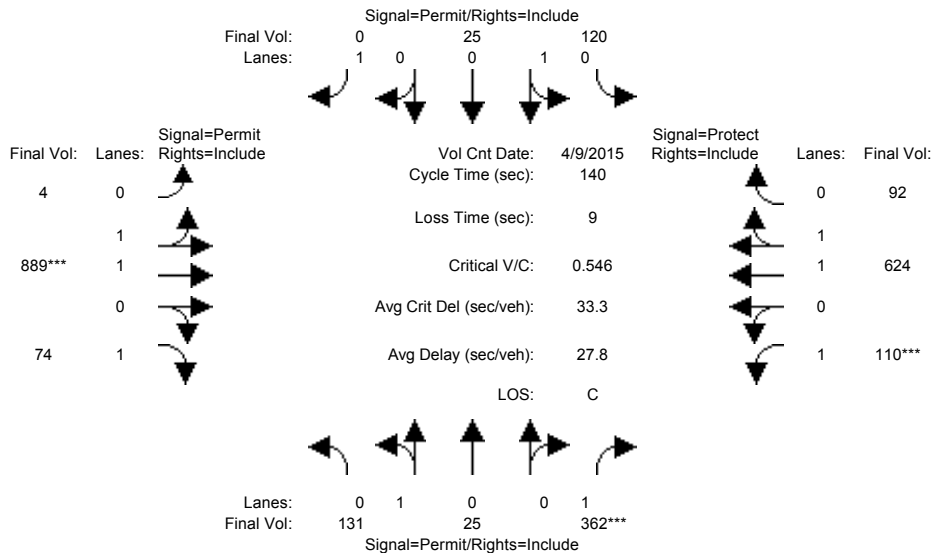 Signal=Permit/Rights=Include
Final Vol: 0 25 120
Lanes: 1 0 0 1 0
Signal=Permit Signal=Protect
Final Vol: Lanes: Rights=Include Vol Cnt Date: 4/9/2015 Rights=Include Lanes: Final Vol:
Cycle Time (sec): 140
4 0 0 92
Loss Time (sec): 9
1 1
889*** 1 Critical V/C: 0.546 1 624
0 Avg Crit Del (sec/veh): 33.3 0
74 1 Avg Delay (sec/veh): 27.8 1 110***
LOS: C
Lanes: 0 1 0 0 1
Final Vol: 131 25 362***
Signal=Permit/Rights=Include